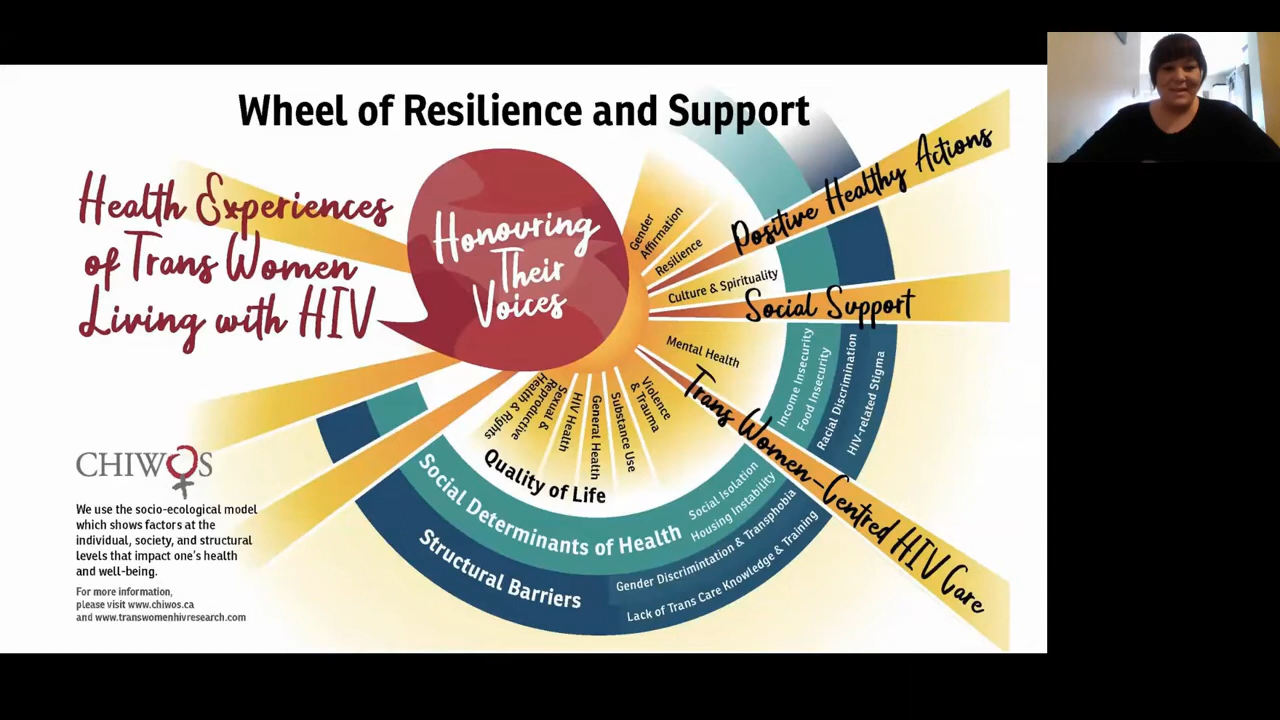 Wheel of Resilience and Support
Health Experiences
of Trans Women
Living with HIV
Honouring
Their
Voices
Gender
Affirmation
Resilience
Positive Healthy Actions
Culture & Spirituality
Social Support
Mental Health
Trans Women-Centred HIV Care
Violence
& Trauma
Substance Use
General Health
HIV Health
Sexual &
Reproductive
Health & Rights
Quality of Life
Income Insecurity
Food Insecurity
Racial Discrimination
HIV-related Stigma
Social Determinants of Health
Social Isolation
Housing Instability
Structural Barriers
Gender Discrimintation & Transphobia
Lack of Trans Care Knowledge & Training
CHIWOS
We use the socio-ecological model
which shows factors at the
individual, society, and structural
levels that impact one's health
and well-being.
For more information,
please visit www.chiwos.ca
and www.transwomenhivresearch.com